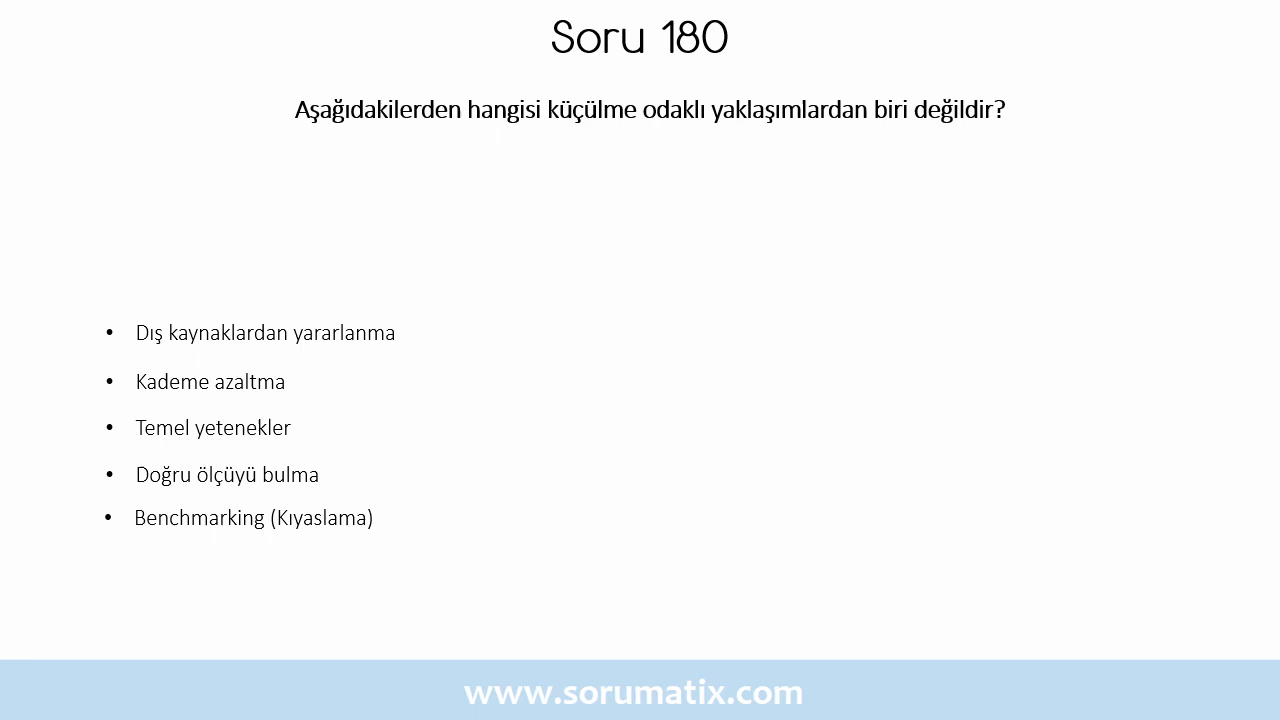 Soru 180
Aşağıdakilerden hangisi küçülme odaklı yaklaşımlardan biri değildir?
• Dış kaynaklardan yararlanma
• Kademe azaltma
• Temel yetenekler
• Doğru ölçüyü bulma
• Benchmarking (Kıyaslama)
www.sorumatix.com